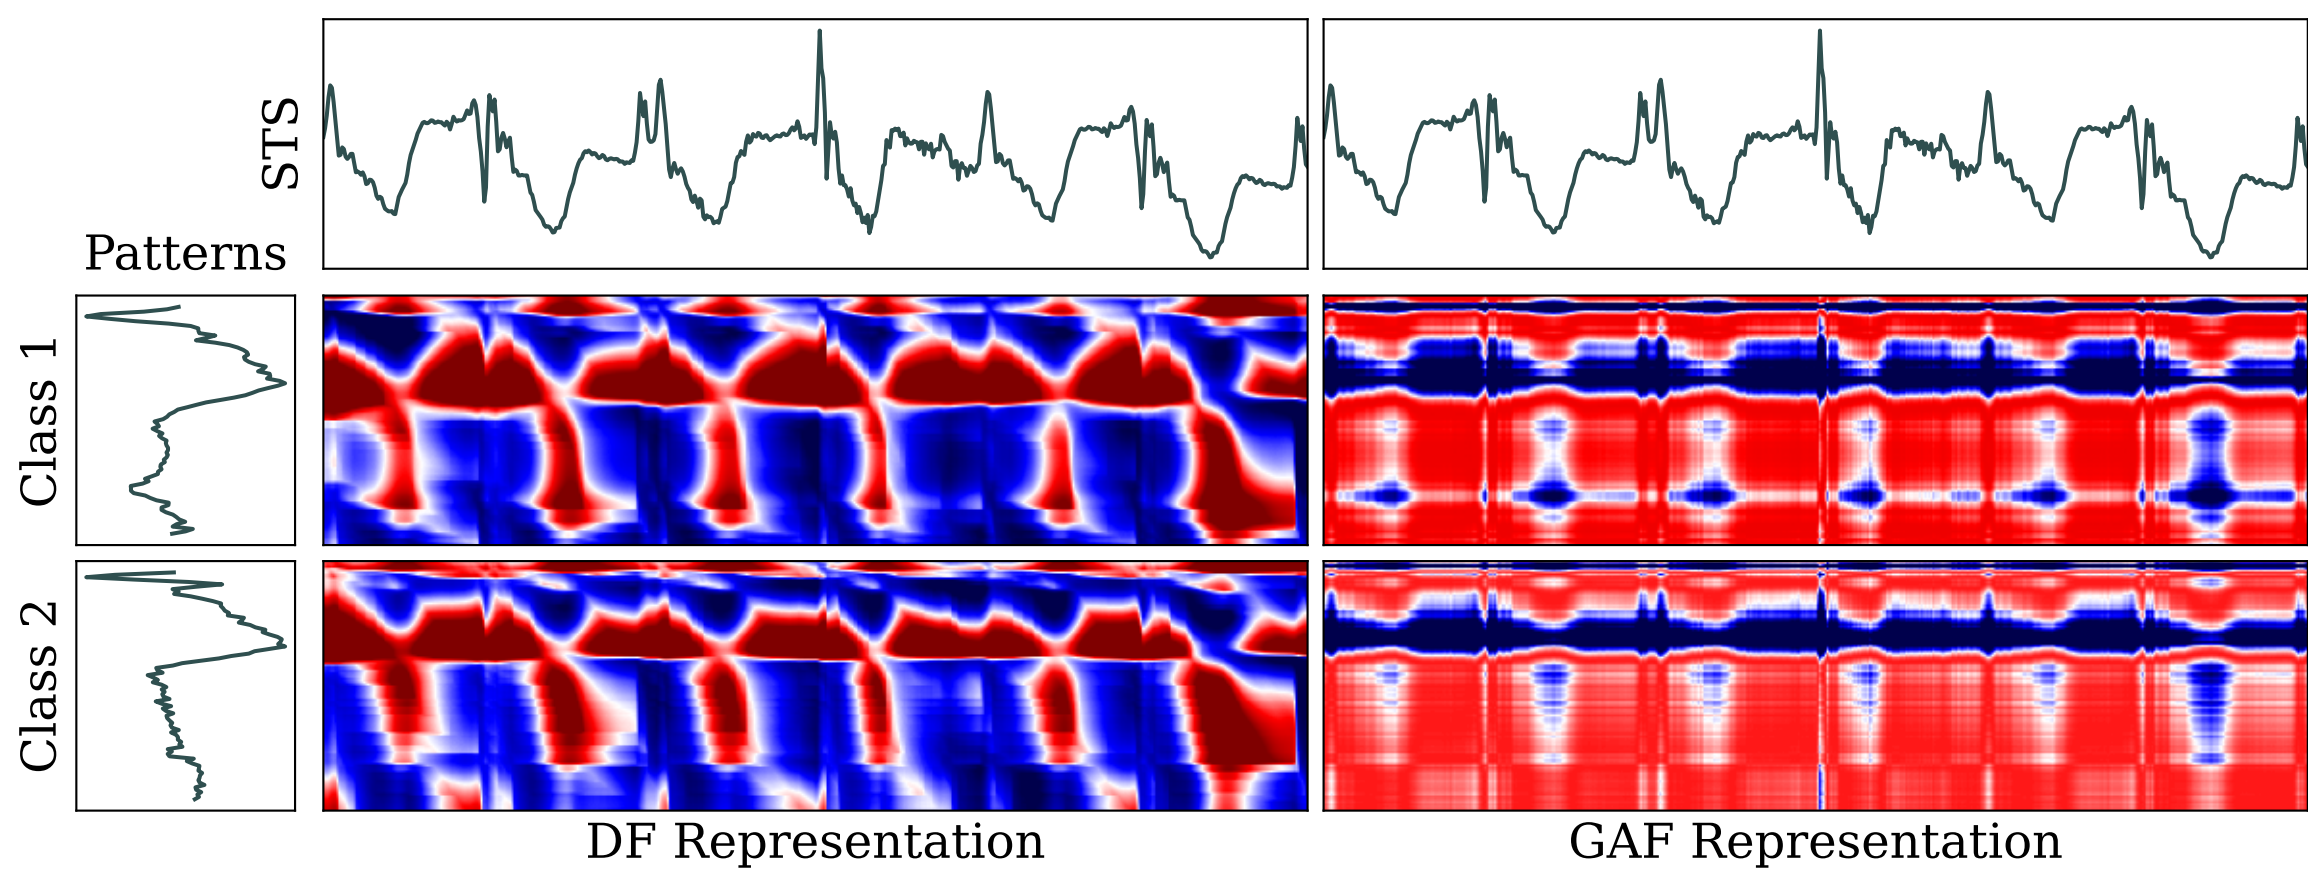 STS
Patterns
Class 1
Class 2
DF Representation
GAF Representation